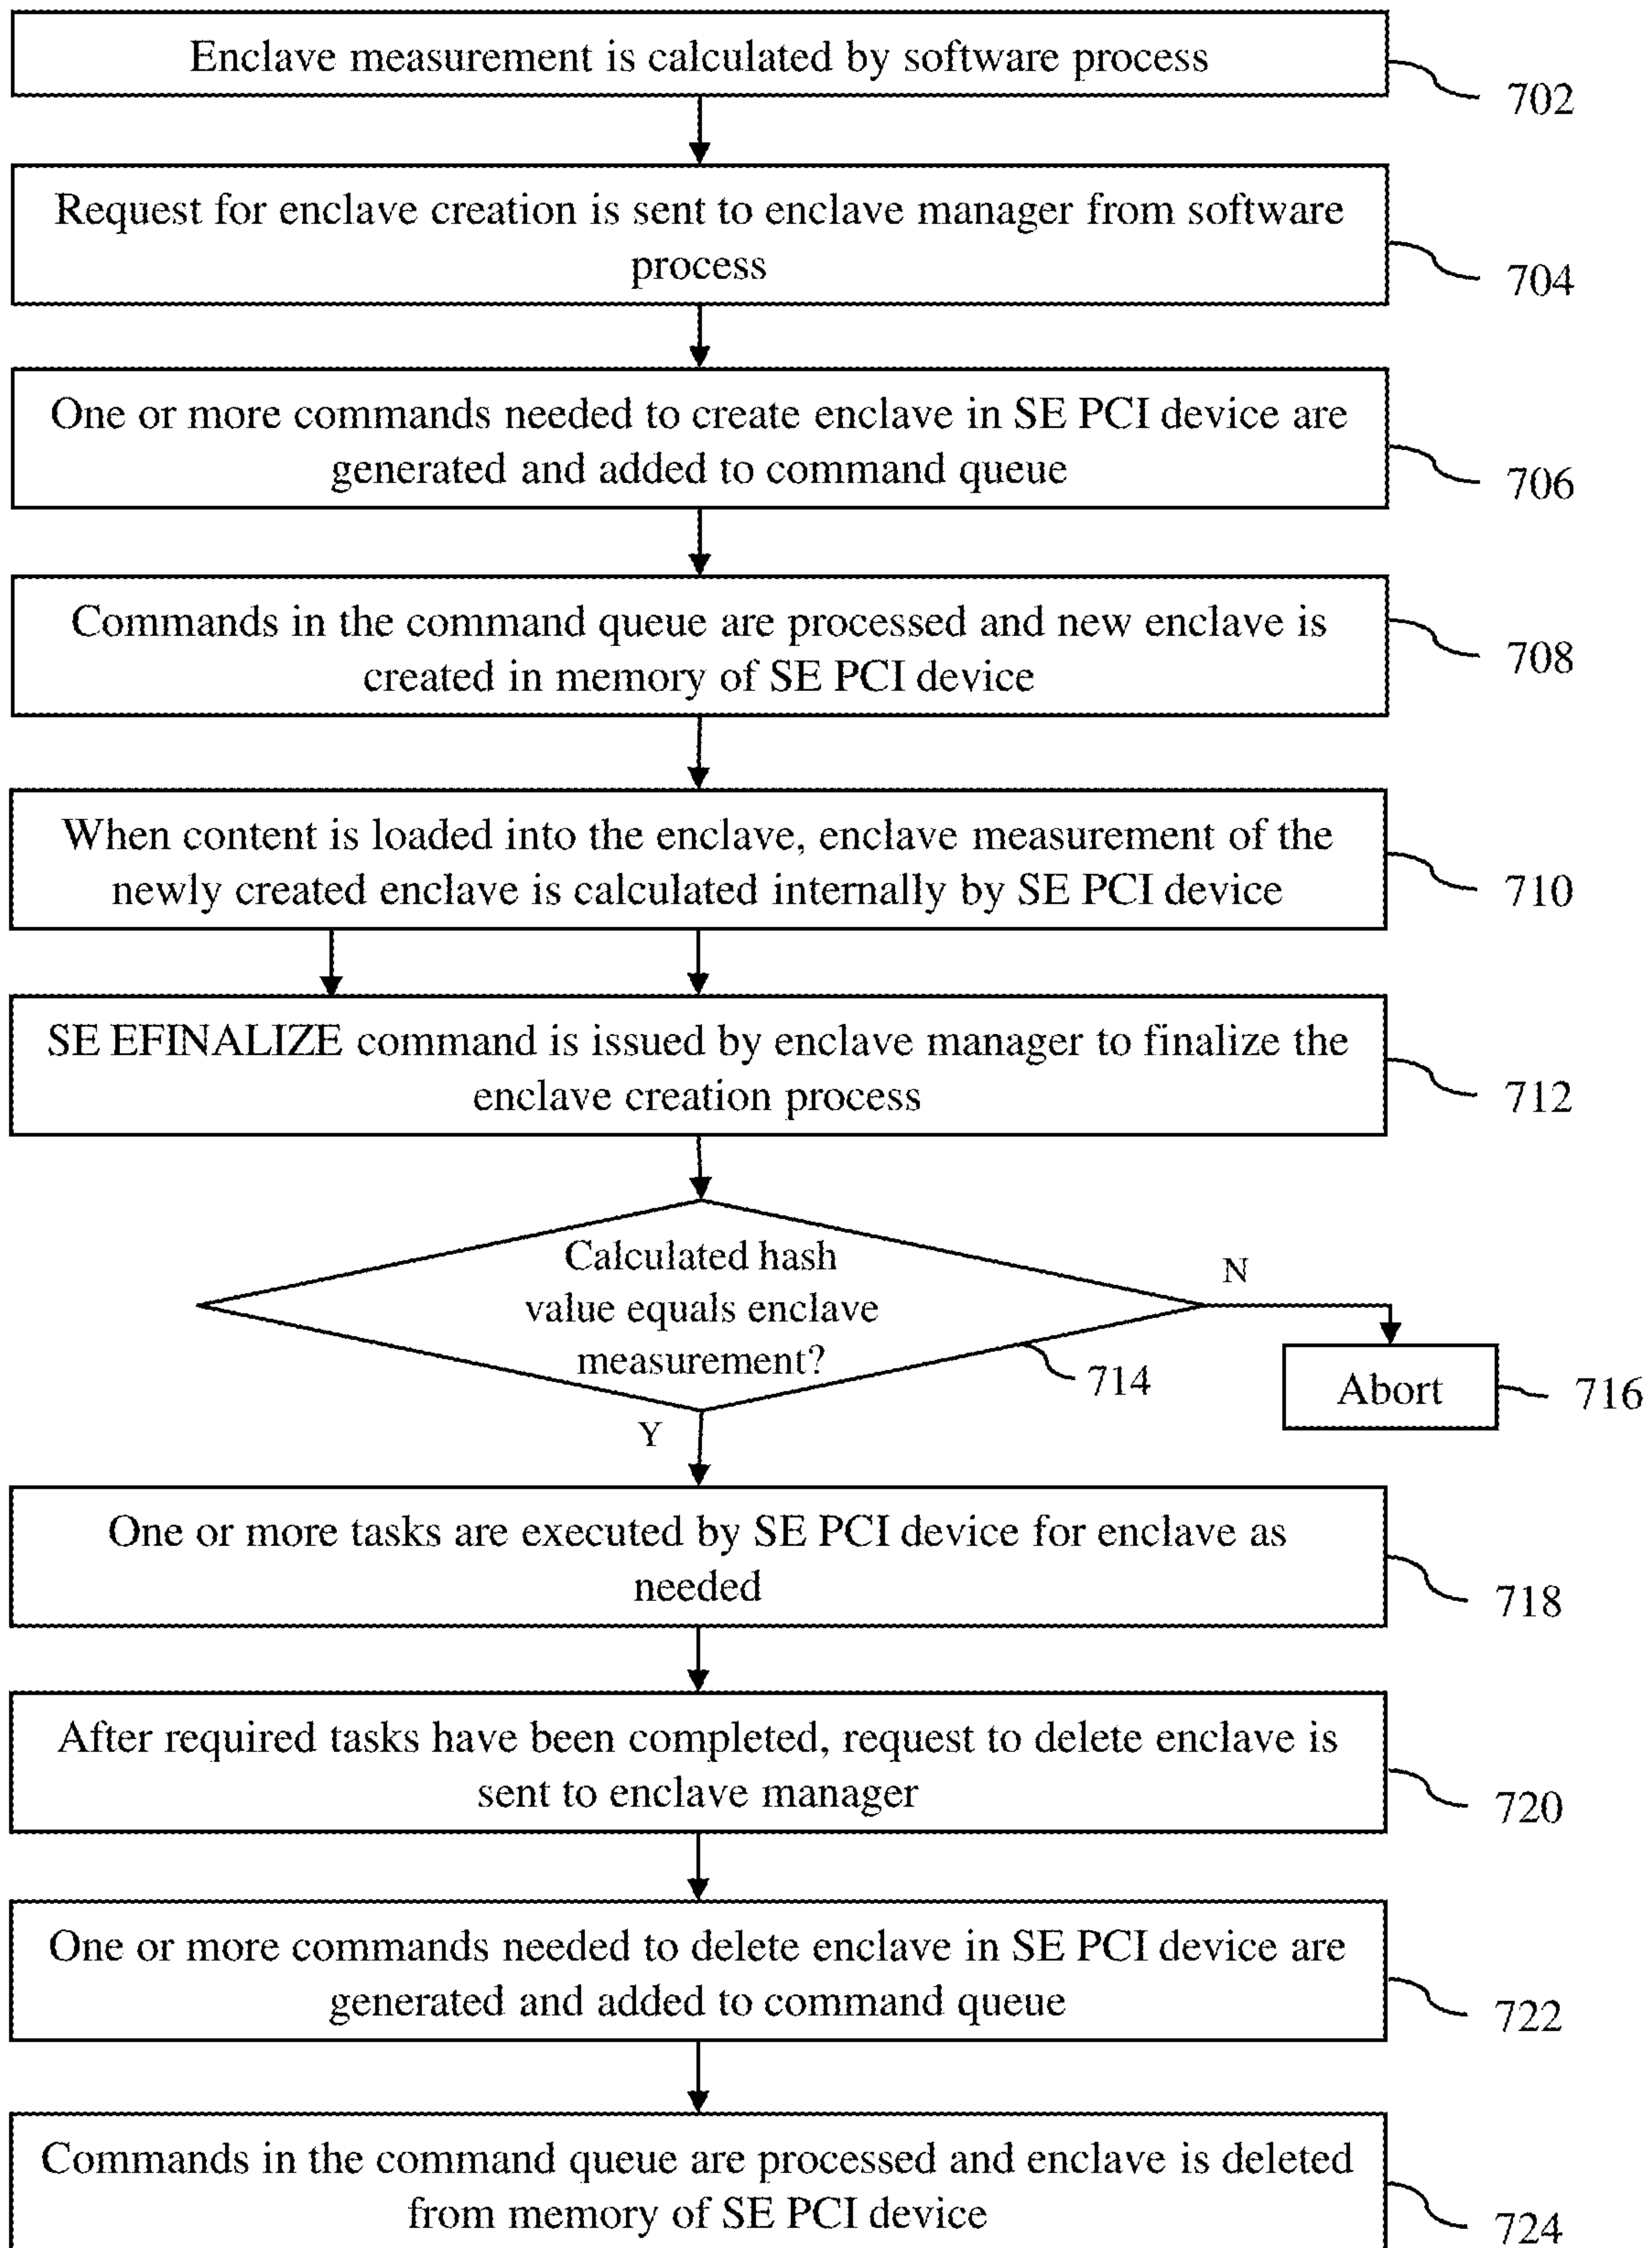 Enclave measurement is calculated by software process
702
Request for enclave creation is sent to enclave manager from software
process
704
One or more commands needed to create enclave in SE PCI device are
generated and added to command queue
706
Commands in the command queue are processed and new enclave is
created in memory of SE PCI device
708
When content is loaded into the enclave, enclave measurement of the
newly created enclave is calculated internally by SE PCI device
710
SE EFINALIZE command is issued by enclave manager to finalize the
enclave creation process
712
Calculated hash
value equals enclave
measurement?
N
714
Abort
716
Y
One or more tasks are executed by SE PCI device for enclave as
needed
718
After required tasks have been completed, request to delete enclave is
sent to enclave manager
720
One or more commands needed to delete enclave in SE PCI device are
generated and added to command queue
722
Commands in the command queue are processed and enclave is deleted
from memory of SE PCI device
724